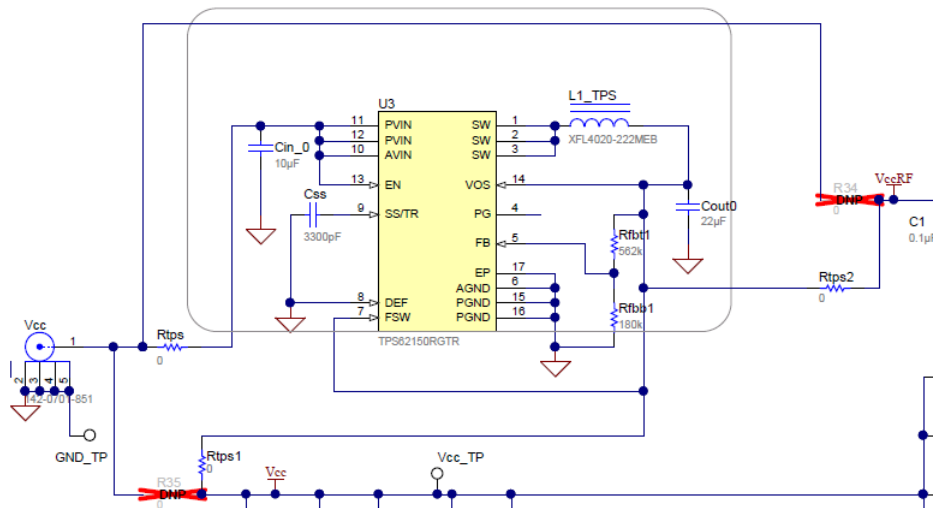 U3
L1_TPS
XFL4020-222MEB
11 PVIN SW 1
12 PVIN SW 2
10 AVIN SW 3
Cin_0
10µF
13 EN VOS 14
Css
3300pF
9 SS/TR PG 4
FB 5
Cout0
22µF
Rfbt1
562k
R34
DNP
0
VccRF
C1
0.1µF
EP 17
AGND 6
8 DEF PGND 15
7 FSW PGND 16
Rfbb1
180k
Rtps2
0
TPS62150RGTR
Vcc
1
Rtps
0
2 3 4 5
142-0701-851
GND_TP
Rtps1
0
R35
DNP
0
Vcc
Vcc_TP